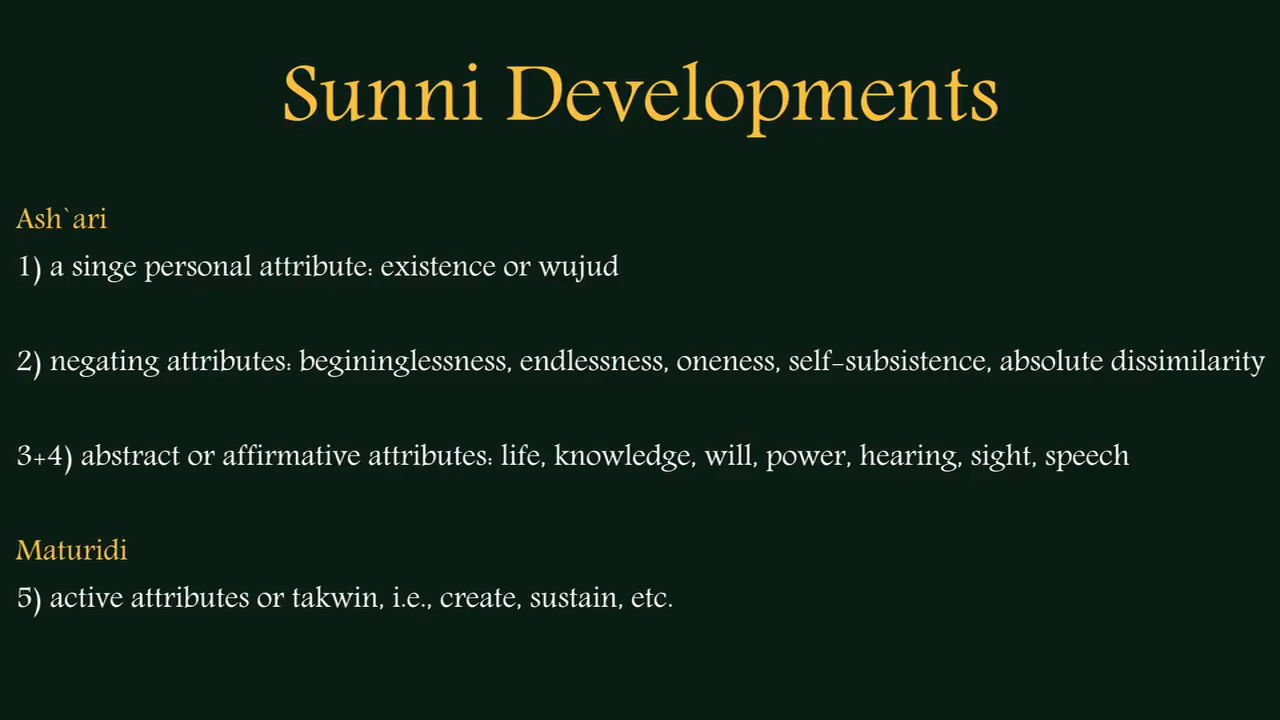 Sunni Developments
Ash`ari
1) a singe personal attribute: existence or wujud
2) negating attributes: begininglessness, endlessness, oneness, self-subsistence, absolute dissimilarity
3+4) abstract or affirmative attributes: life, knowledge, will, power, hearing, sight, speech
Maturidi
5) active attributes or takwin, i.e., create, sustain, etc.